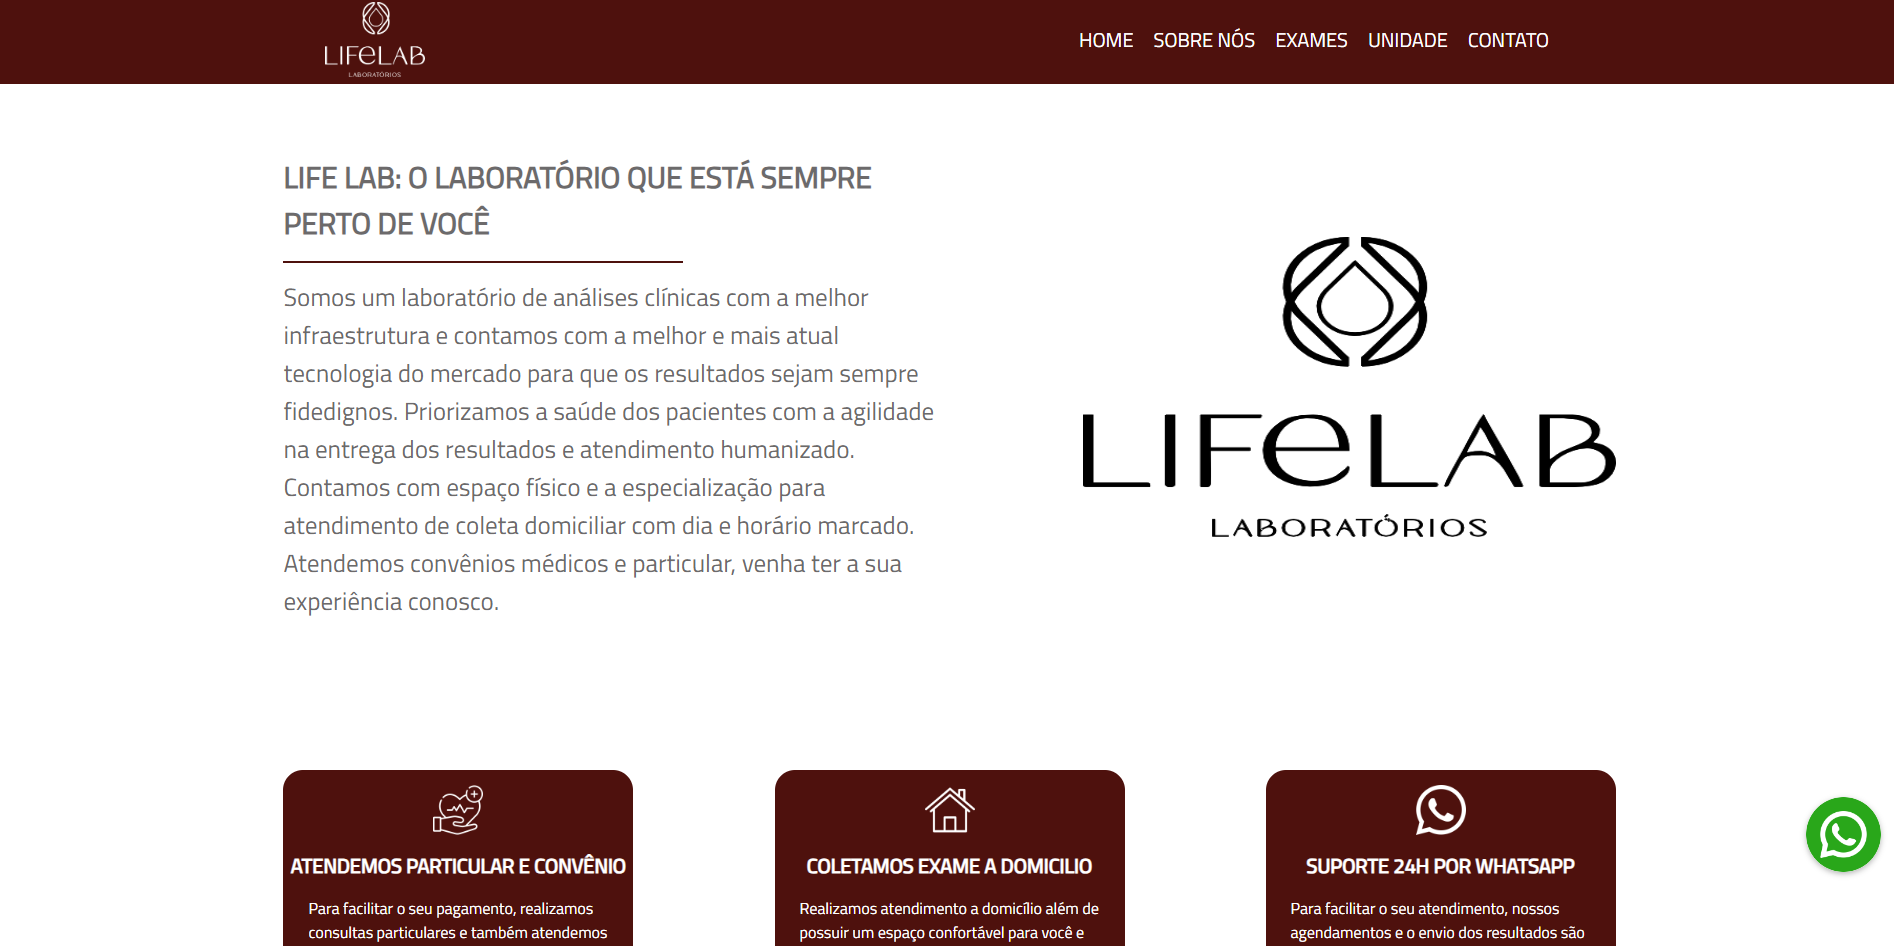 LIFELAB
LABORATÓRIOS
HOME SOBRE NÓS EXAMES UNIDADE CONTATO
LIFE LAB: O LABORATÓRIO QUE ESTÁ SEMPRE
PERTO DE VOCÊ
Somos um laboratório de análises clínicas com a melhor
infraestrutura e contamos com a melhor e mais atual
tecnologia do mercado para que os resultados sejam sempre
fidedignos. Priorizamos a saúde dos pacientes com a agilidade
na entrega dos resultados e atendimento humanizado.
Contamos com espaço físico e a especialização para
atendimento de coleta domiciliar com dia e horário marcado.
Atendemos convênios médicos e particular, venha ter a sua
experiência conosco.
LIFeLAB
LABORATÓRIOS
ATENDEMOS PARTICULAR E CONVÊNIO
Para facilitar o seu pagamento, realizamos
consultas particulares e também atendemos
COLETAMOS EXAME A DOMICILIO
Realizamos atendimento a domicílio além de
possuir um espaço confortável para você e
SUPORTE 24H POR WHATSAPP
Para facilitar o seu atendimento, nossos
agendamentos e o envio dos resultados são